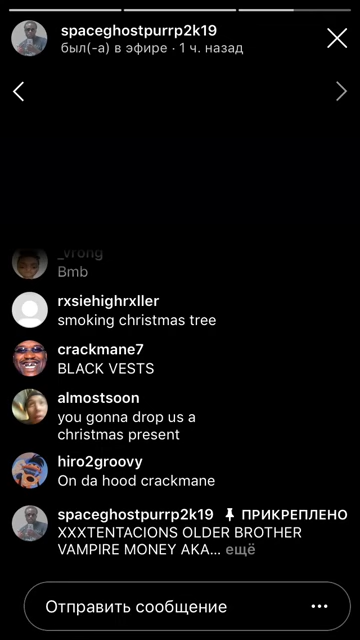 spaceghostpurrp2k19
был(-а) в эфире · 1 ч. назад
_vrong
Bmb
rxsiehighrxller
smoking christmas tree
crackmane7
BLACK VESTS
almostsoon
you gonna drop us a
christmas present
hiro2groovy
On da hood crackmane
spaceghostpurrp2k19 ПРИКРЕПЛЕНО
XXXTENTACIONS OLDER BROTHER
VAMPIRE MONEY AKA... ещё
Отправить сообщение